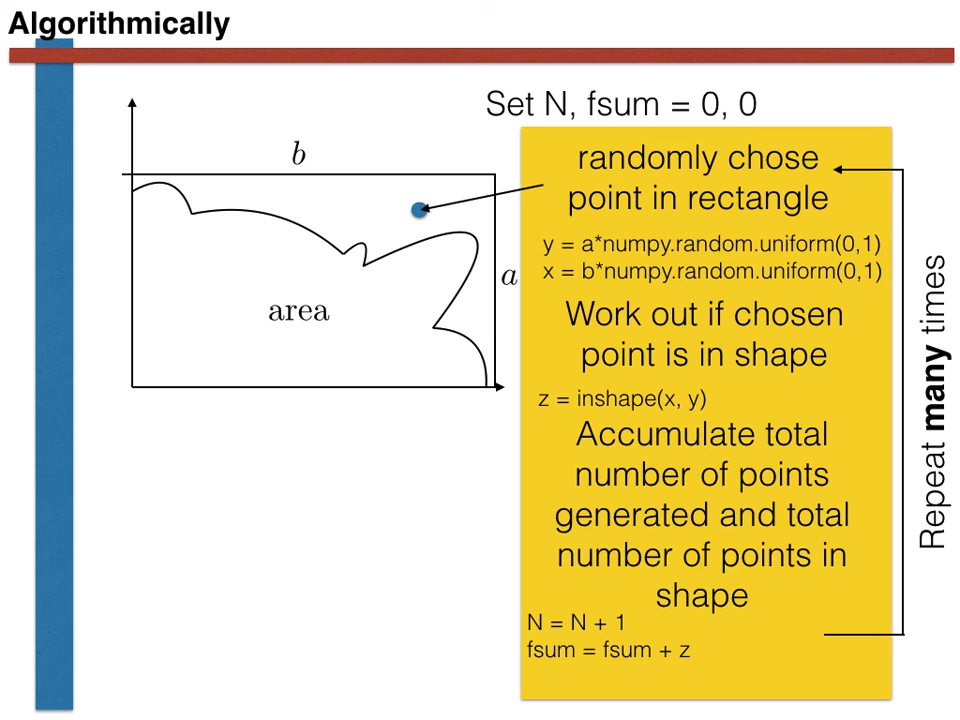 Algorithmically
Set N, fsum = 0, 0
b
a
area
randomly chose
point in rectangle
y = a*numpy.random.uniform(0,1)
x = b*numpy.random.uniform(0,1)
Work out if chosen
point is in shape
z = inshape(x, y)
Accumulate total
number of points
generated and total
number of points in
shape
N = N + 1
fsum = fsum + z
Repeat many times